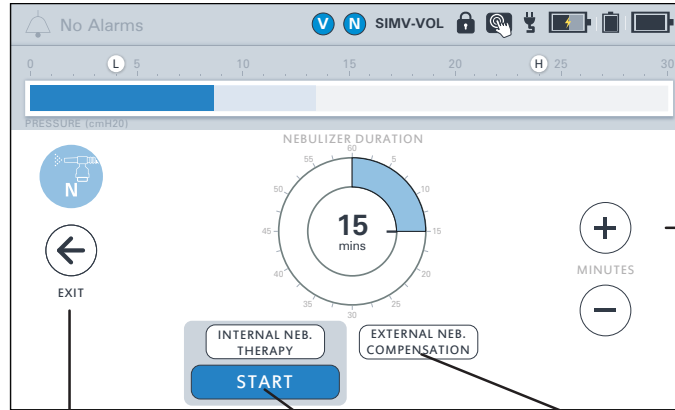 No Alarms
V N SIMV-VOL
0 L 5 10 15 20 H 25 30
PRESSURE (cmH20)
NEBULIZER DURATION
60
55 5
50 10
45 15
40 20
35 25
30
15
mins
N
EXIT
+
MINUTES
−
INTERNAL NEB.
THERAPY
START
EXTERNAL NEB.
COMPENSATION